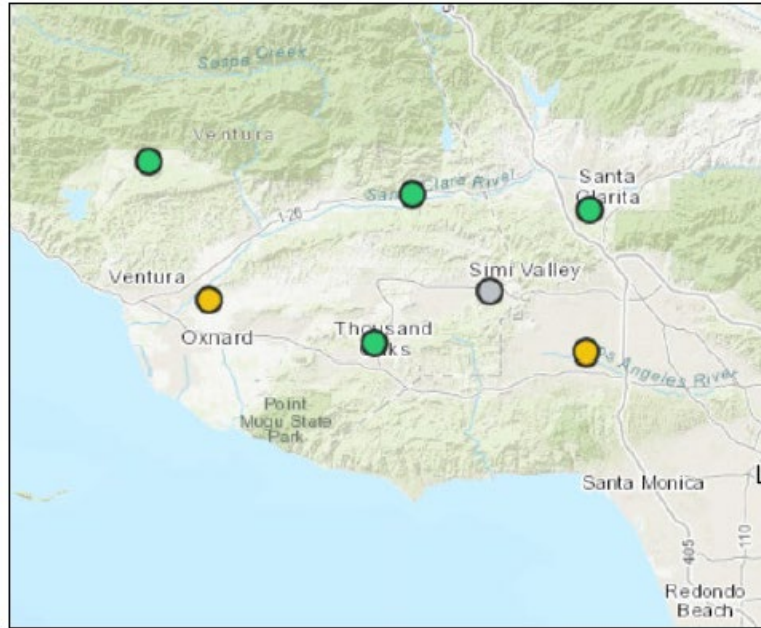 5
Sespe Creek
Ventura
Santa Clara River
126
Santa
Clarita
Ventura
Simi Valley
Oxnard
Thousand
Oaks
Los Angeles River
Point
Mugu State
Park
Santa Monica
L
405
110
Redondo
Beach